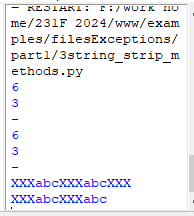 = RESTART: F:/work ho
me/231F 2024/www/exam
ples/filesExceptions/
part1/3string_strip_m
ethods.py
6
3
-
6
3
-
XXXabcXXXabcXXX
XXXabcXXXabc